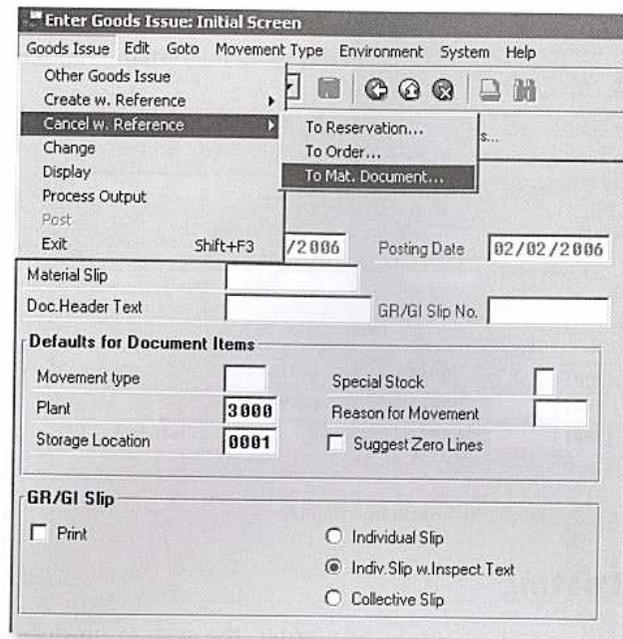 Enter Goods Issue: Initial Screen
Goods Issue Edit Goto Movement Type Environment System Help
Other Goods Issue
Create w. Reference
Cancel w. Reference
To Reservation...
Change
To Order...
s...
Display
To Mat. Document...
Process Output
Post
Exit Shift+F3
/2006 Posting Date 02/02/2006
Material Slip
Doc.Header Text GR/GI Slip No.
Defaults for Document Items
Movement type Special Stock
Plant 3000 Reason for Movement
Storage Location 0001 Suggest Zero Lines
GR/GI Slip
Print Individual Slip
Indiv.Slip w.Inspect.Text
Collective Slip